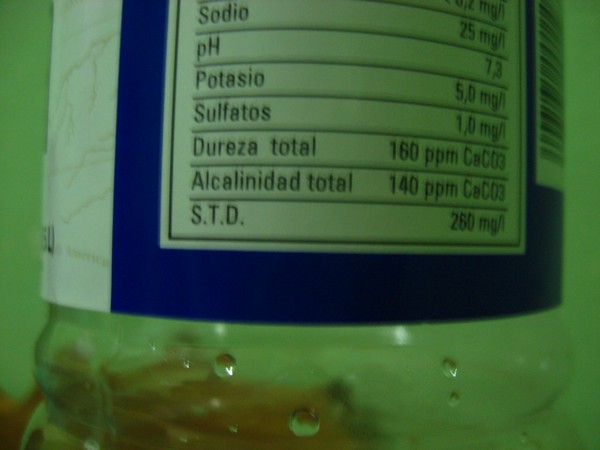 Sodio 25 mg/l
pH 7,3
Potasio 5,0 mg/l
Sulfatos 1,0 mg/l
Dureza total 160 ppm CaCO3
Alcalinidad total 140 ppm CaCO3
S.T.D. 260 mg/l